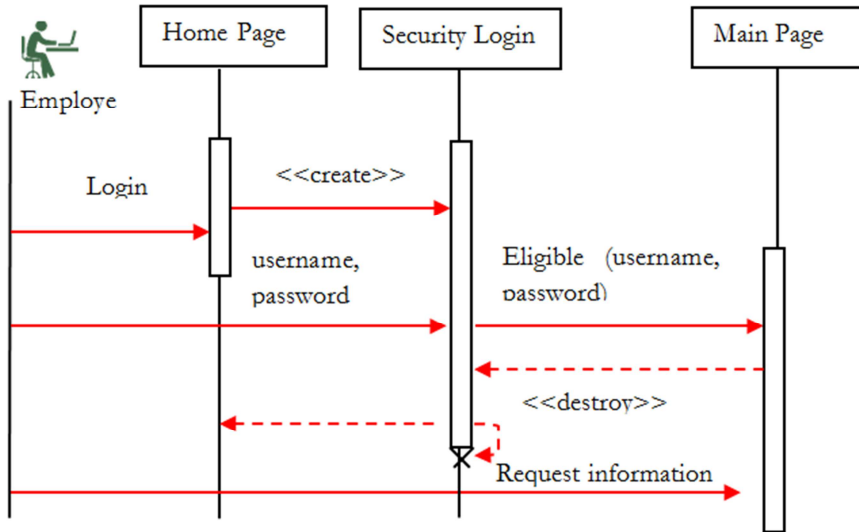 Home Page
Security Login
Main Page
Employe
Login
<<create>>
username,
password
Eligible (username,
password)
<<destroy>>
Request information